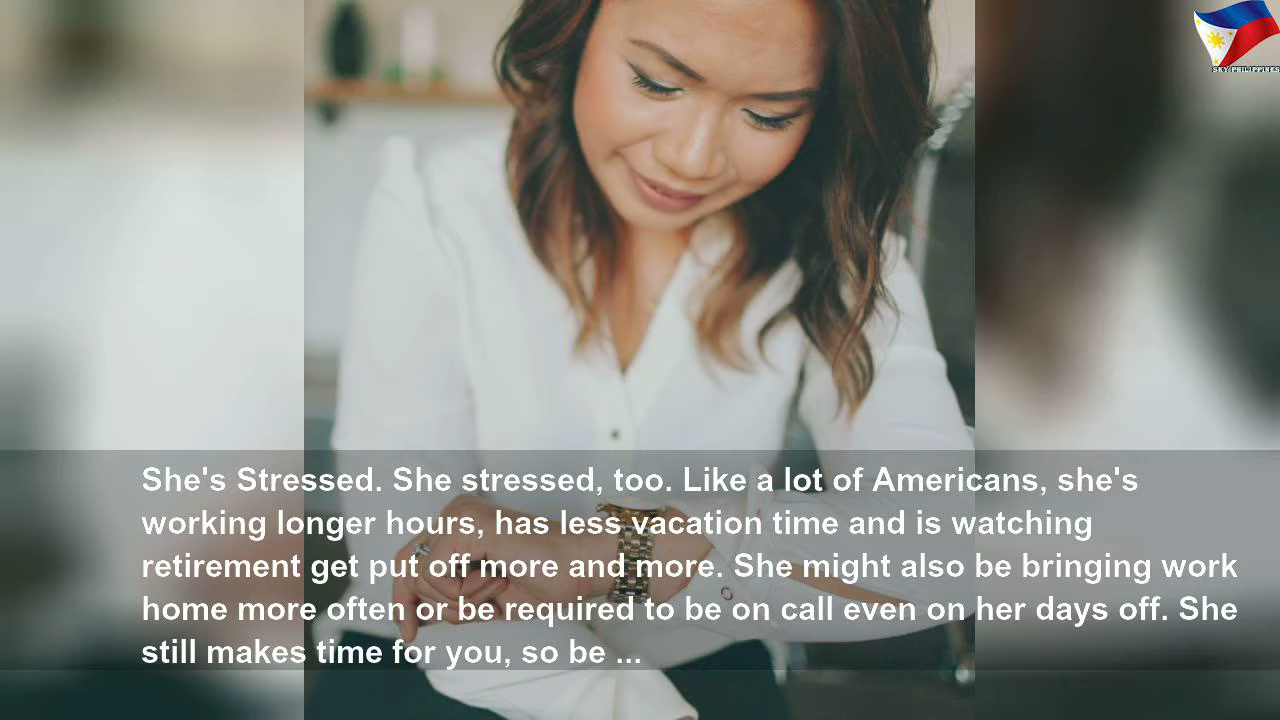 SKY PHILIPPINES
She's Stressed. She stressed, too. Like a lot of Americans, she's
working longer hours, has less vacation time and is watching
retirement get put off more and more. She might also be bringing work
home more often or be required to be on call even on her days off. She
still makes time for you, so be ...